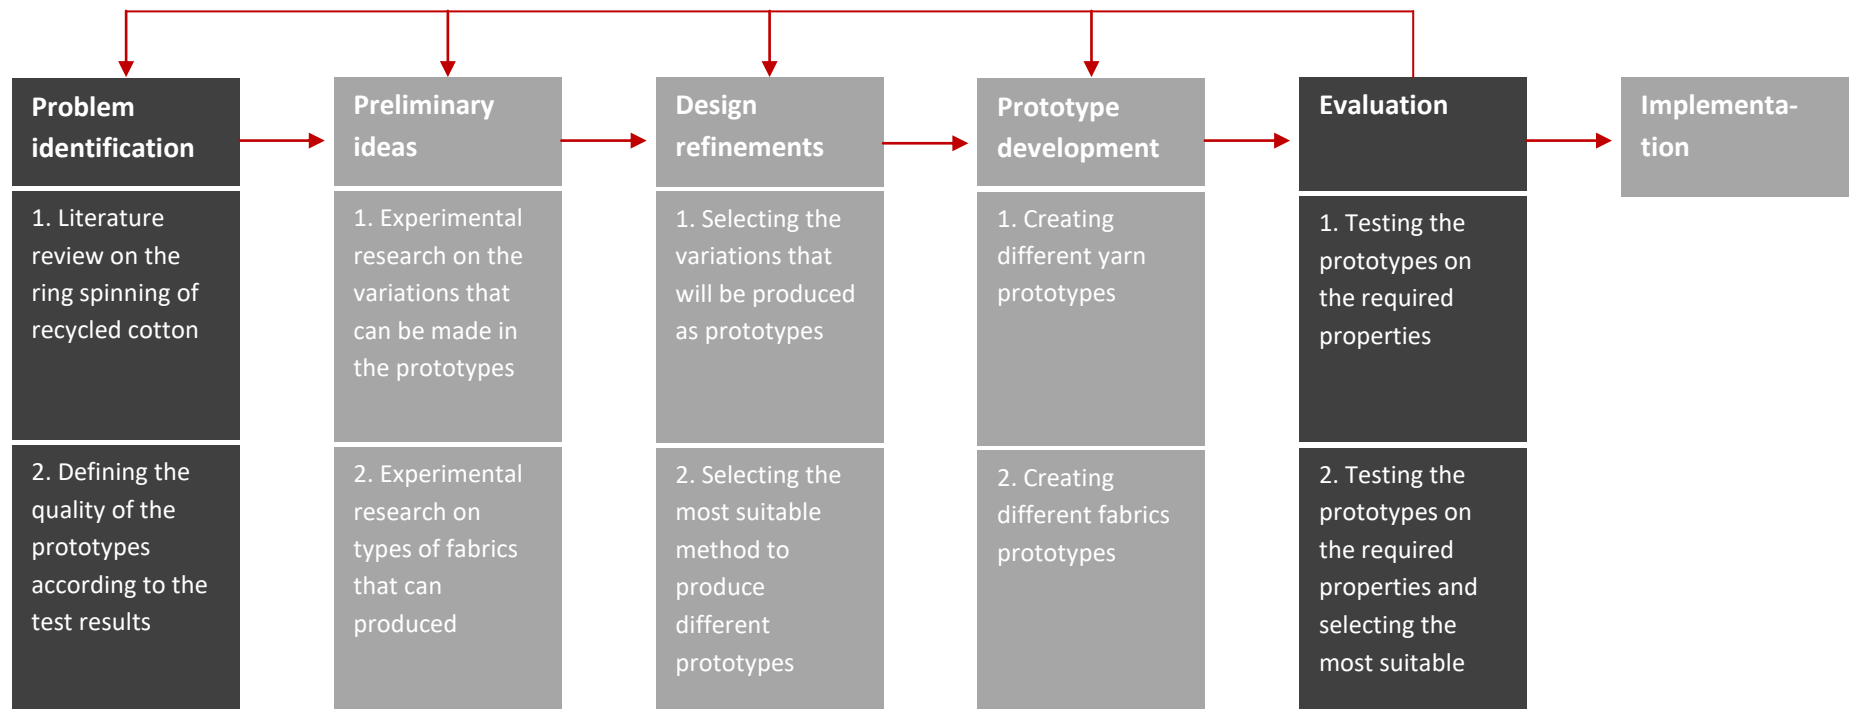 Problem
identification
Preliminary
ideas
Design
refinements
Prototype
development
Evaluation
Implementa-
tion
1. Literature
review on the
ring spinning of
recycled cotton
1. Experimental
research on the
variations that
can be made in
the prototypes
1. Selecting the
variations that
will be produced
as prototypes
1. Creating
different yarn
prototypes
1. Testing the
prototypes on
the required
properties
2. Defining the
quality of the
prototypes
according to the
test results
2. Experimental
research on
types of fabrics
that can
produced
2. Selecting the
most suitable
method to
produce
different
prototypes
2. Creating
different fabrics
prototypes
2. Testing the
prototypes on
the required
properties and
selecting the
most suitable